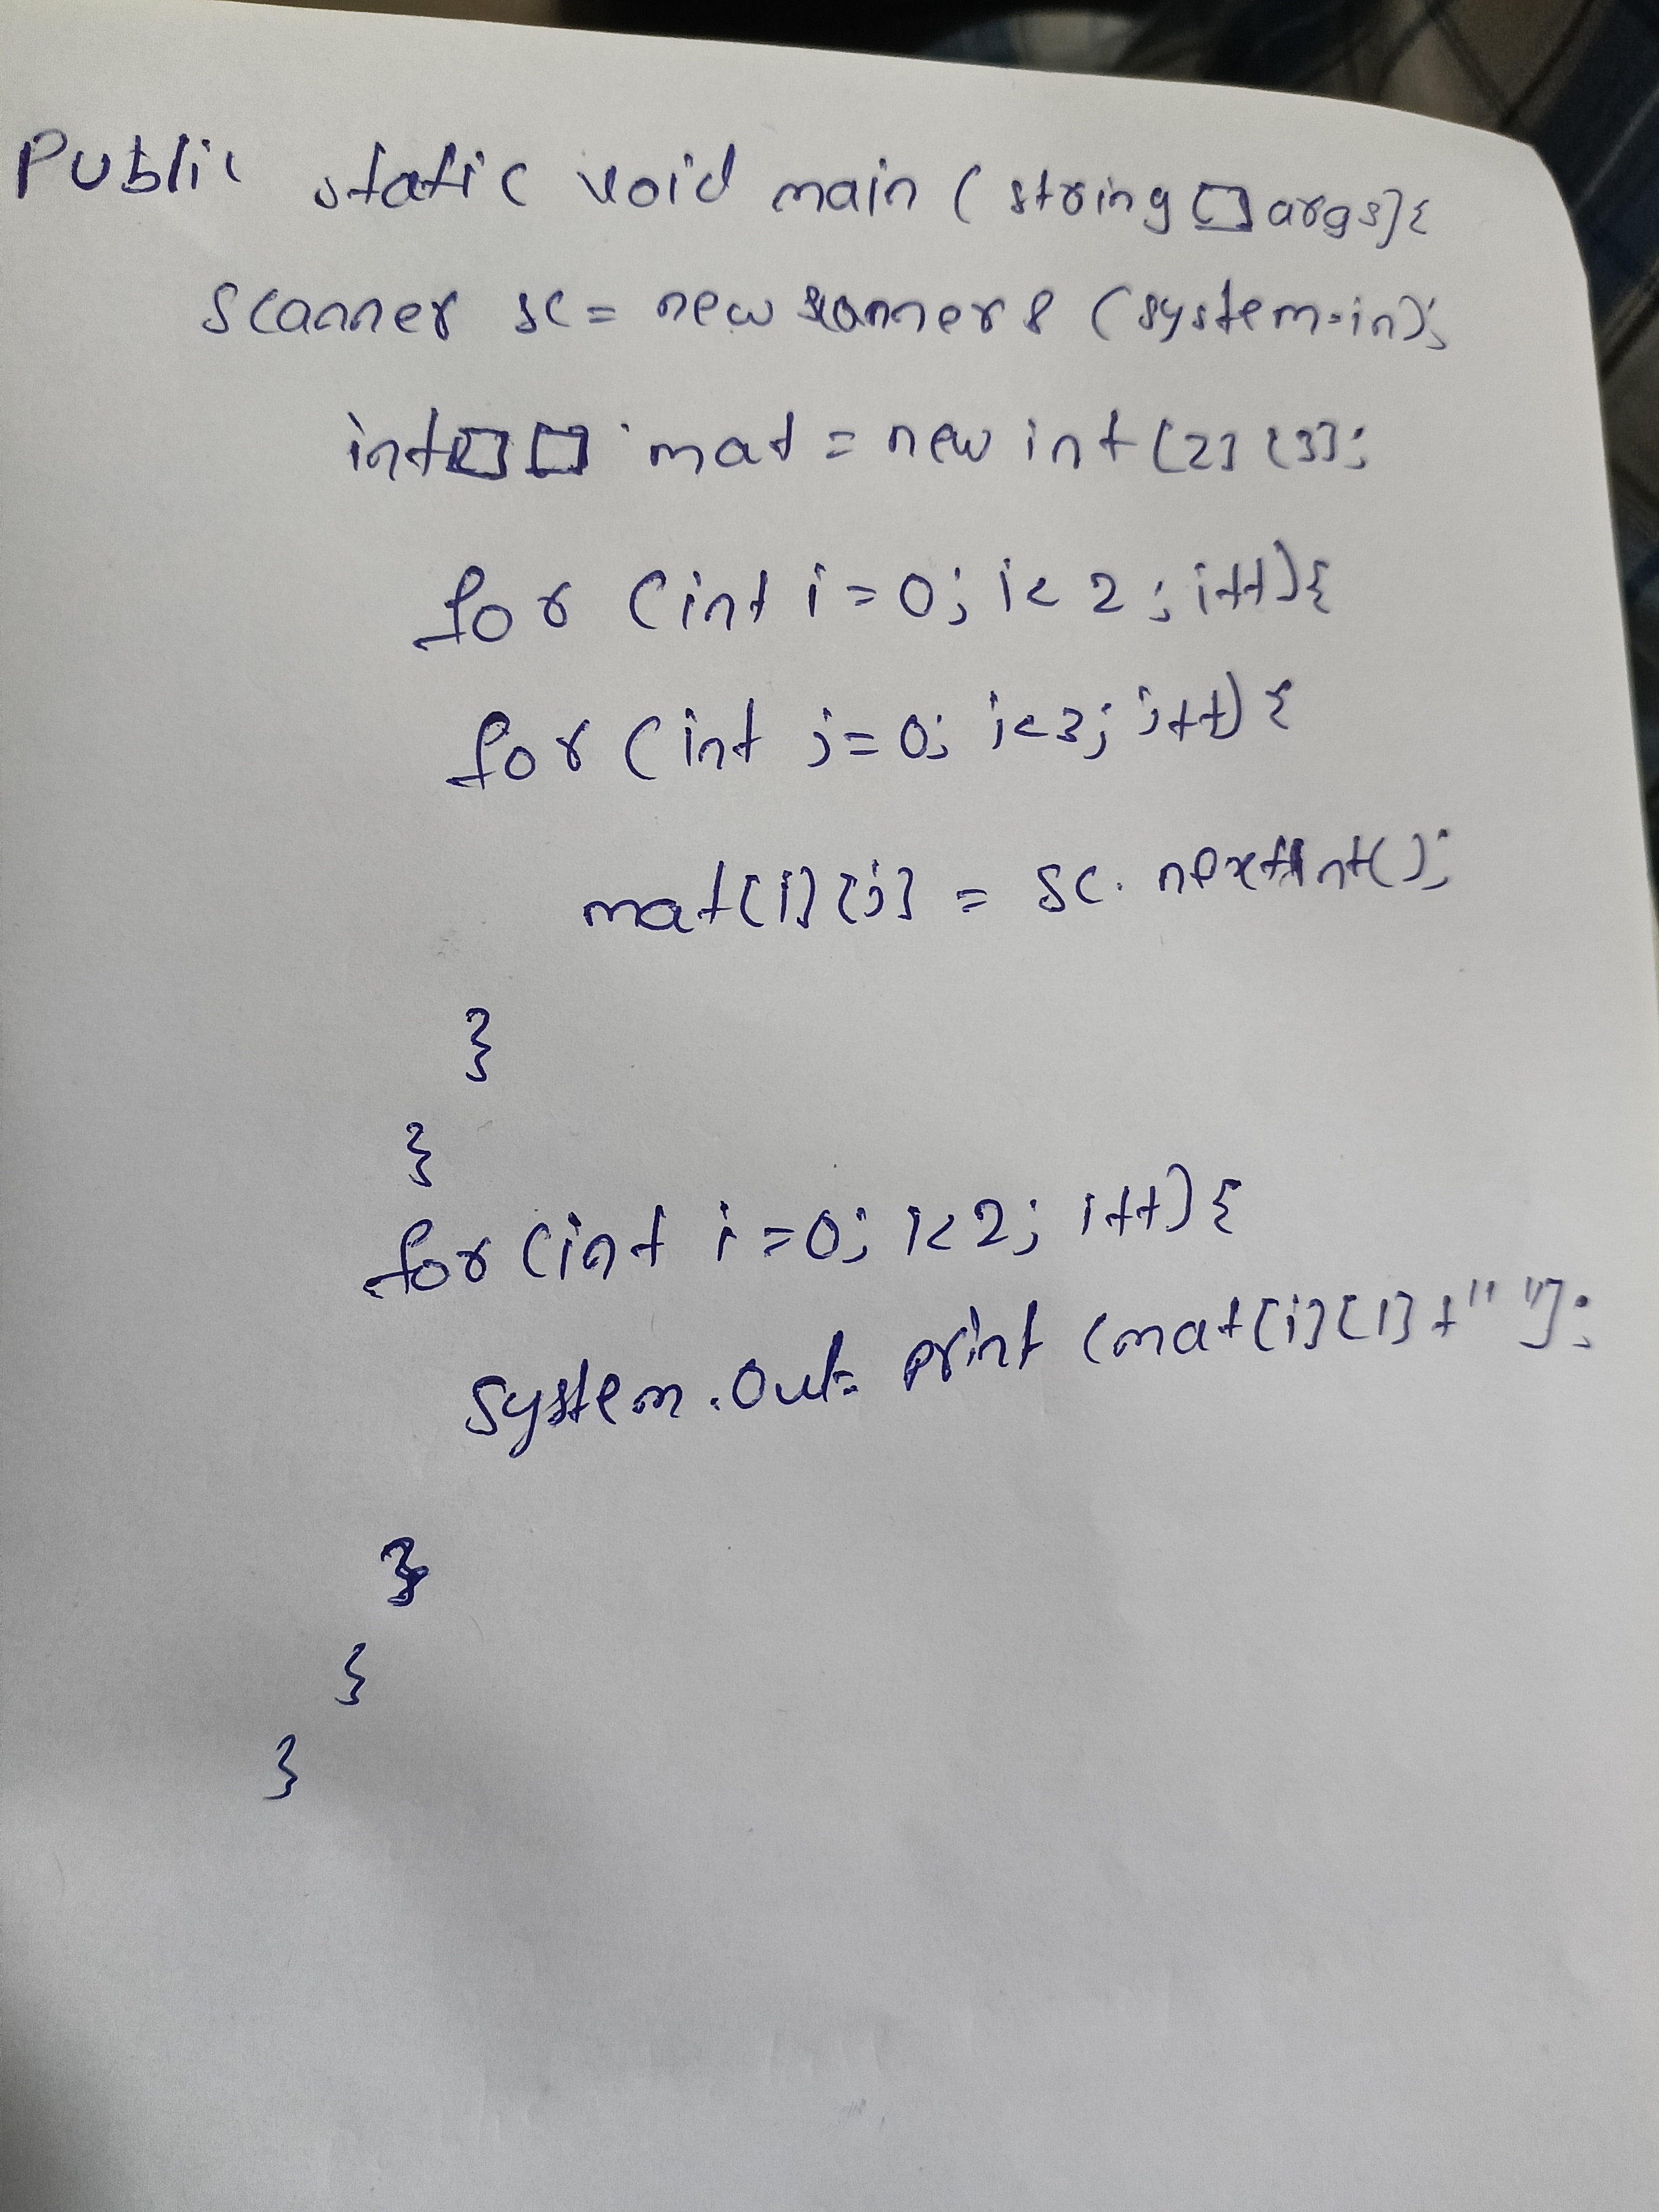 Public static void main (string [] args){
Scanner sc = new scanner & (system.in);
int[][] mat = new int [2] [3];
for (int i = 0; i < 2 ; i++){
for (int j = 0; j<3; j++) {
mat[i][j] = sc. nextInt();
}
}
for (int i = 0; i<2; i++){
System.out. print (mat[i][1]+" ");
}
}
}